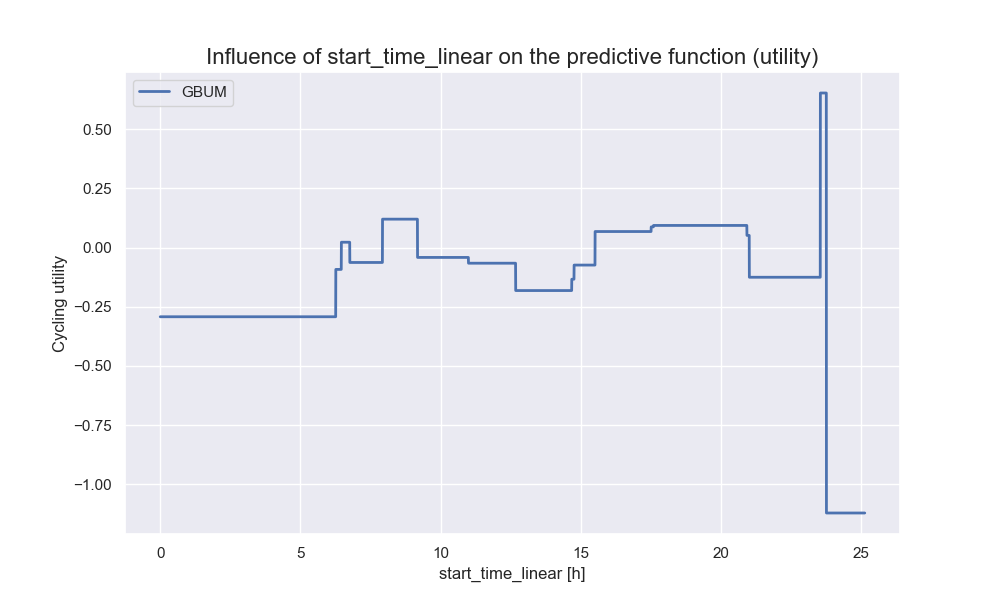 Influence of start_time_linear on the predictive function (utility)
GBUM
0.50
0.25
0.00
−0.25
−0.50
−0.75
−1.00
Cycling utility
0 5 10 15 20 25
start_time_linear [h]